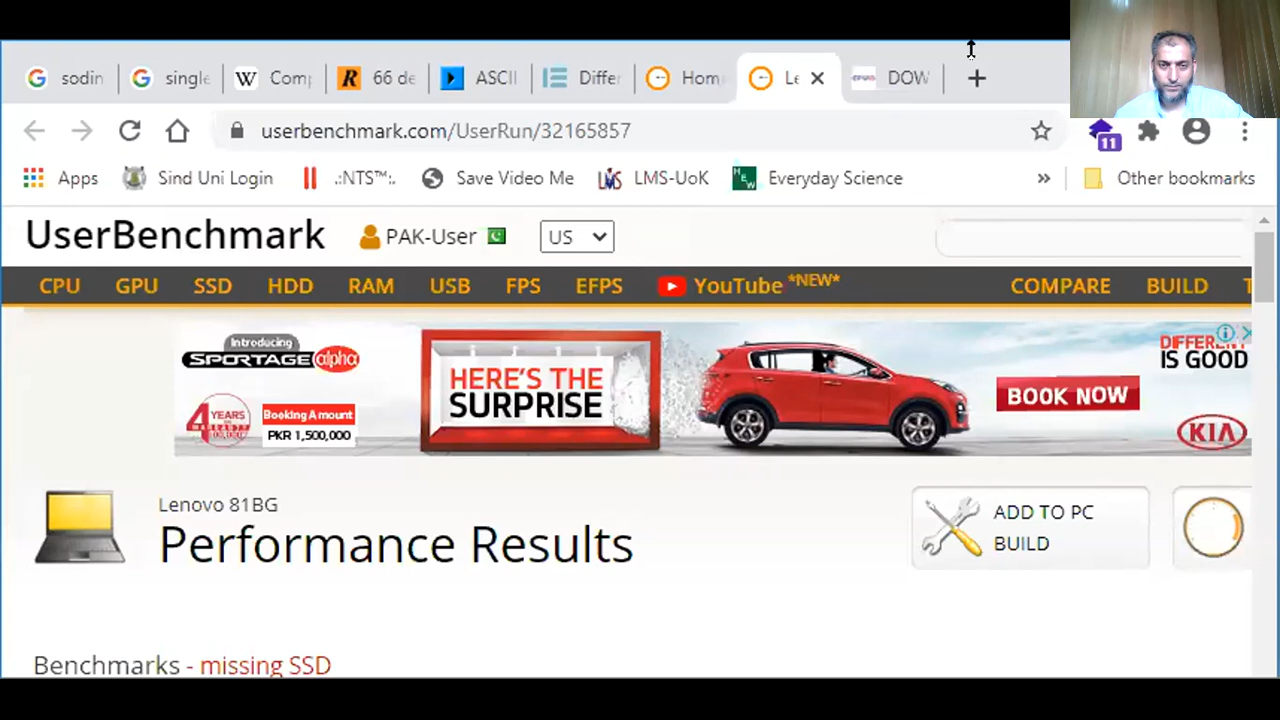 sodin
single
Comp
66 de
ASCII
Differ
Hom
Le
DOW
userbenchmark.com/UserRun/32165857
11
Apps
Sind Uni Login
.:NTS™:.
Save Video Me
LMS-UoK
HEW
Everyday Science
»
Other bookmarks
UserBenchmark
PAK-User
US
CPU GPU SSD HDD RAM USB FPS EFPS YouTube *NEW* COMPARE BUILD
Introducing
SPORTAGE alpha
4 YEARS
Booking Amount
PKR 1,500,000
HERE'S THE
SURPRISE
BOOK NOW
IS GOOD
KIA
Lenovo 81BG
Performance Results
ADD TO PC
BUILD
Benchmarks - missing SSD